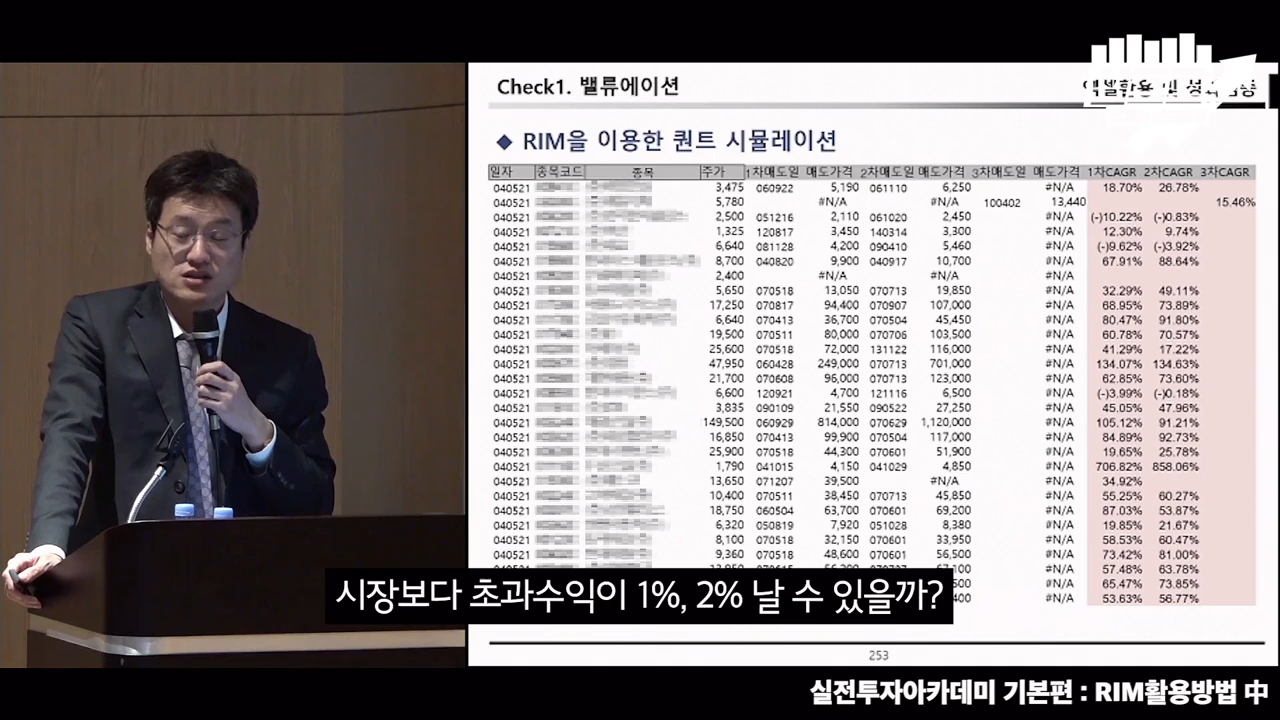 Check1. 밸류에이션
◆ RIM을 이용한 퀀트 시뮬레이션
일자 종목코드 종목 주가 1차매도일 매도가격 2차매도일 매도가격 3차매도일 매도가격 1차CAGR 2차CAGR 3차CAGR
040521 3,475 060922 5,190 061110 6,250 #N/A 18.70% 26.78%
040521 5,780 #N/A #N/A 100402 13,440 15.46%
040521 2,500 051216 2,110 061020 2,450 #N/A (-)10.22% (-)0.83%
040521 1,325 120817 3,450 140314 3,300 #N/A 12.30% 9.74%
040521 6,640 081128 4,200 090410 5,460 #N/A (-)9.62% (-)3.92%
040521 8,700 040820 9,900 040917 10,700 #N/A 67.91% 88.64%
040521 2,400 #N/A #N/A #N/A
040521 5,650 070518 13,050 070713 19,850 #N/A 32.29% 49.11%
040521 17,250 070817 94,400 070907 107,000 #N/A 68.95% 73.89%
040521 6,640 070413 36,700 070504 45,450 #N/A 80.47% 91.80%
040521 19,500 070511 80,000 070706 103,500 #N/A 60.78% 70.57%
040521 25,600 070518 72,000 131122 116,000 #N/A 41.29% 17.22%
040521 47,950 060428 249,000 070713 701,000 #N/A 134.07% 134.63%
040521 21,700 070608 96,000 070713 123,000 #N/A 62.85% 73.60%
040521 6,600 120921 4,700 121116 6,500 #N/A (-)3.99% (-)0.18%
040521 3,835 090109 21,550 090522 27,250 #N/A 45.05% 47.96%
040521 149,500 060929 814,000 070629 1,120,000 #N/A 105.12% 91.21%
040521 16,850 070413 99,900 070504 117,000 #N/A 84.89% 92.73%
040521 25,900 070518 44,300 070601 51,900 #N/A 19.65% 25.78%
040521 1,790 041015 4,150 041029 4,850 #N/A 706.82% 858.06%
040521 13,650 071207 39,500 #N/A #N/A 34.92%
040521 10,400 070511 38,450 070713 45,850 #N/A 55.25% 60.27%
040521 18,750 060504 63,700 070601 69,200 #N/A 87.03% 53.87%
040521 6,320 050819 7,920 051028 8,380 #N/A 19.85% 21.67%
040521 8,100 070518 32,150 070601 33,950 #N/A 58.53% 60.47%
040521 9,360 070518 48,600 070601 56,500 #N/A 73.42% 81.00%
#N/A 57.48% 63.78%
#N/A 65.47% 73.85%
#N/A 53.63% 56.77%
시장보다 초과수익이 1%, 2% 날 수 있을까?
253
실전투자아카데미 기본편 : RIM활용방법 中